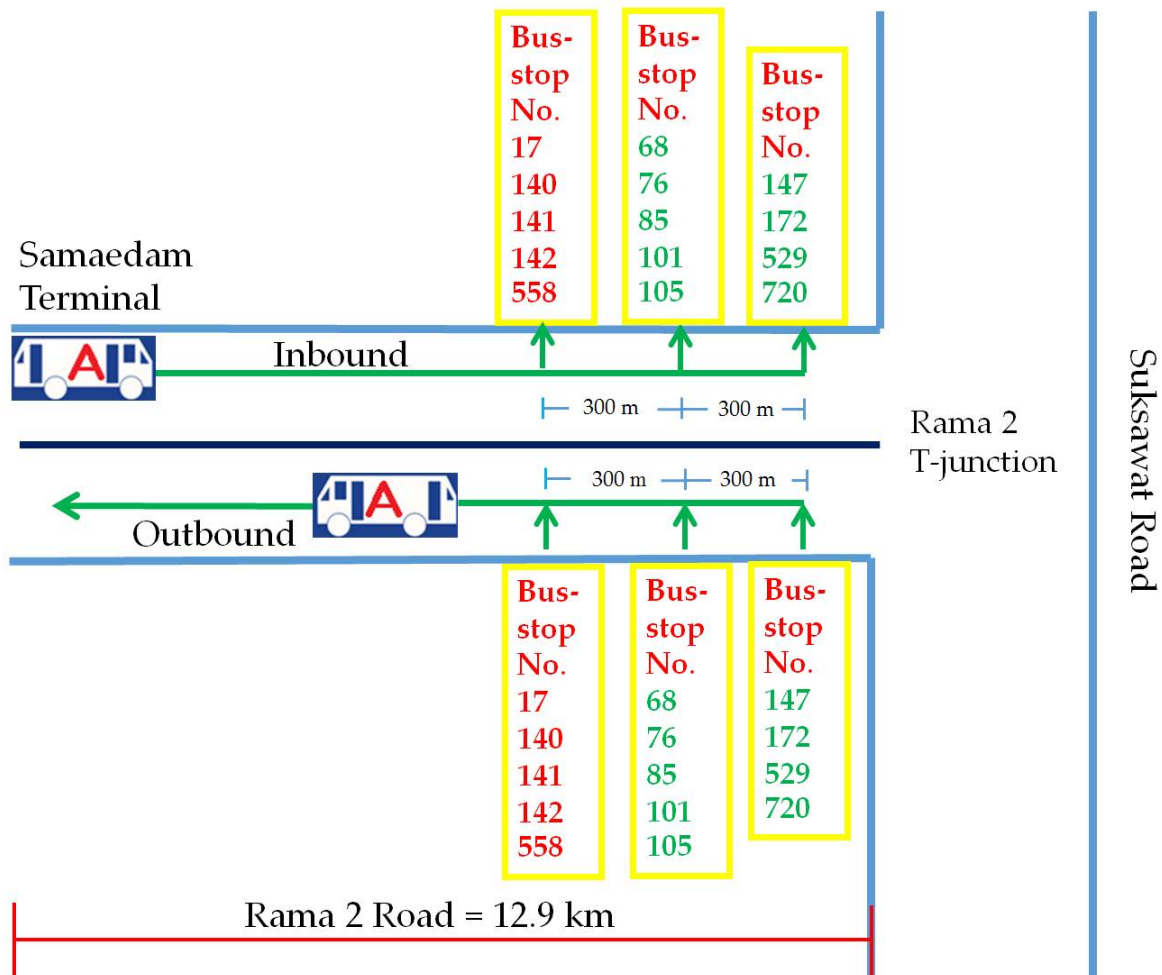 Bus-
stop
No.
17
140
141
142
558
Bus-
stop
No.
68
76
85
101
105
Bus-
stop
No.
147
172
529
720
Samaedam
Terminal
A
Inbound
300 m
300 m
Rama 2
T-junction
Suksawat Road
300 m
300 m
A
Outbound
Bus-
stop
No.
17
140
141
142
558
Bus-
stop
No.
68
76
85
101
105
Bus-
stop
No.
147
172
529
720
Rama 2 Road = 12.9 km